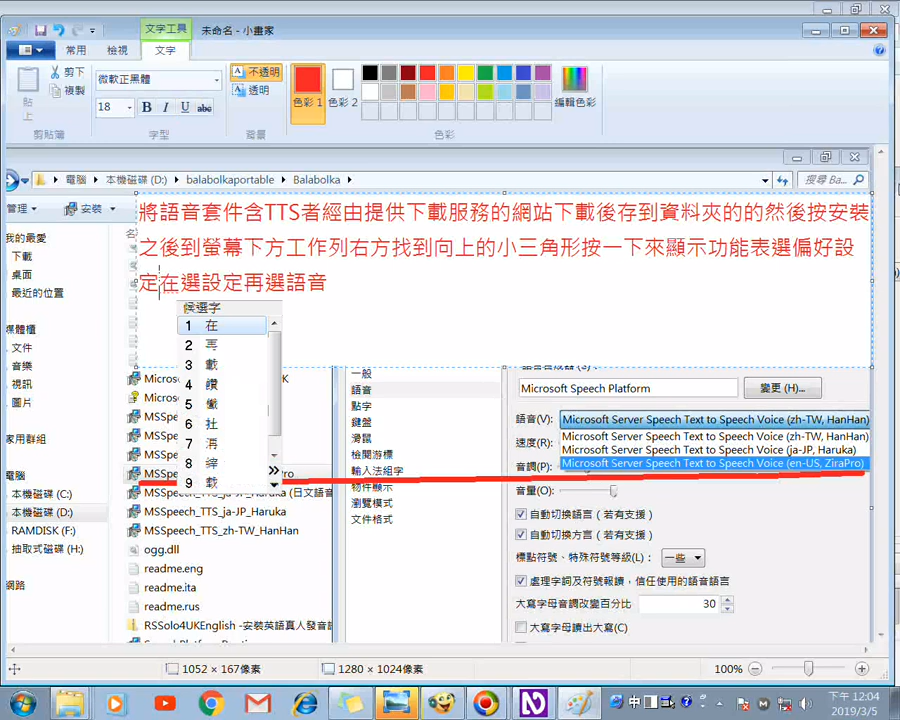 文字工具
未命名 - 小畫家
常用
檢視
文字
貼上
剪下
複製
剪貼簿
微軟正黑體
18
B I U abc
字型
不透明
透明
背景
色彩 1
色彩 2
編輯色彩
色彩
電腦 本機磁碟 (D:) balabolkaportable Balabolka
搜尋 Ba...
管理
安裝
將語音套件含TTS者經由提供下載服務的網站下載後存到資料夾的的然後按安裝
之後到螢幕下方工作列右方找到向上的小三角形按一下來顯示功能表選偏好設
定在選設定再選語音
候選字
1 在
2 再
3 載
4 儹
6 扗
9 載
我的最愛
下載
桌面
最近的位置
媒體櫃
文件
音樂
視訊
圖片
家用群組
電腦
本機磁碟 (C:)
本機磁碟 (D:)
RAMDISK (F:)
抽取式磁碟 (H:)
網路
Micros
K
Micros
MSSpe
MSSpe
MSSpe
MSSpe
ro
MSSpeech_TTS_ja-JP_Haruka (日文語音
MSSpeech_TTS_ja-JP_Haruka
MSSpeech_TTS_zh-TW_HanHan
ogg.dll
readme.eng
readme.ita
readme.rus
RSSolo4UKEnglish -安裝英語真人發音語
一般
語音
點字
鍵盤
滑鼠
檢閱游標
輸入法組字
物件顯示
瀏覽模式
文件格式
Microsoft Speech Platform
變更 (H)...
語音(V):
Microsoft Server Speech Text to Speech Voice (zh-TW, HanHan)
Microsoft Server Speech Text to Speech Voice (zh-TW, HanHan)
速度(R):
Microsoft Server Speech Text to Speech Voice (ja-JP, Haruka)
音調(P):
Microsoft Server Speech Text to Speech Voice (en-US, ZiraPro)
音量(O):
自動切換語言 ( 若有支援 )
自動切換方言 ( 若有支援 )
標點符號、特殊符號等級(L) :
一些
處理字詞及符號報讀，信任使用的語音語言
大寫字母音調改變百分比
30
大寫字母讀出大寫(C)
1052 × 167像素
1280 × 1024像素
100%
中
下午 12:04
2019/3/5